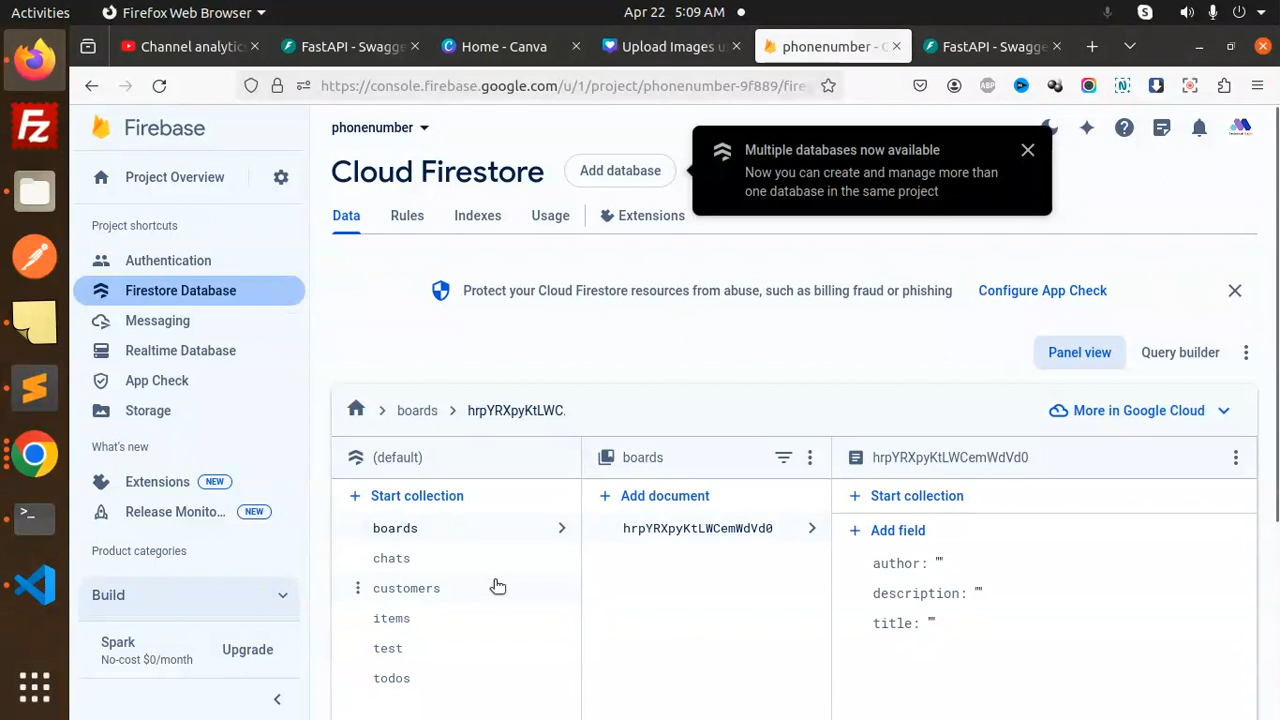 Activities
Firefox Web Browser
Apr 22 5:09 AM
Channel analytic
FastAPI - Swagge
Home - Canva
Upload Images u
phonenumber - C
FastAPI - Swagge
https://console.firebase.google.com/u/1/project/phonenumber-9f889/fire
Firebase
phonenumber
Multiple databases now available
Now you can create and manage more than
one database in the same project
Cloud Firestore
Add database
Project Overview
Data
Rules
Indexes
Usage
Extensions
Project shortcuts
Authentication
Firestore Database
Messaging
Realtime Database
App Check
Storage
What's new
Extensions
NEW
Release Monito...
NEW
Product categories
Build
Spark
No-cost $0/month
Upgrade
Protect your Cloud Firestore resources from abuse, such as billing fraud or phishing
Configure App Check
Panel view
Query builder
boards
hrpYRXpyKtLWC.
More in Google Cloud
(default)
boards
hrpYRXpyKtLWCemWdVd0
Start collection
Add document
Start collection
boards
hrpYRXpyKtLWCemWdVd0
Add field
chats
customers
items
test
todos
author: ""
description: ""
title: ""